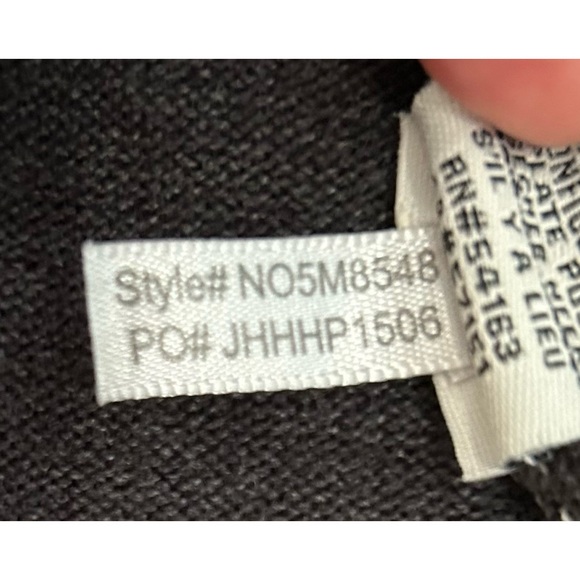 Style# NO5M8548
PO# JHHHP1506
S'IL Y A LIEU
RN#54163